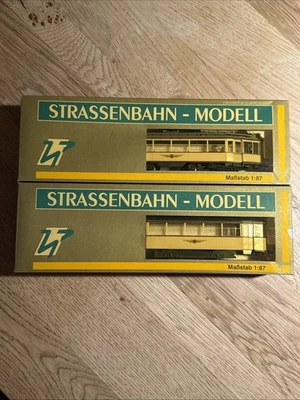 STRASSENBAHN - MODELL
Maßstab 1:87
STRASSENBAHN - MODELL
Maßstab 1:87